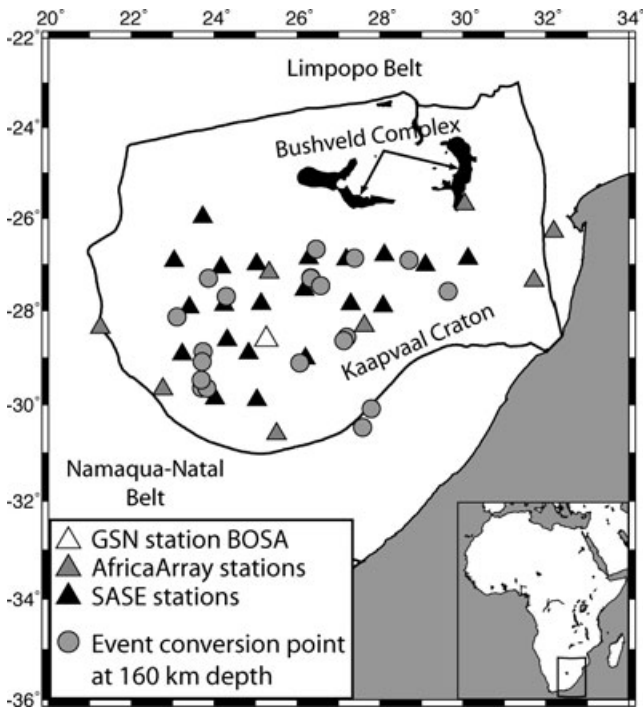 20° 22° 24° 26° 28° 30° 32° 34°
-22°
Limpopo Belt
-24°
Bushveld Complex
-26°
-28°
Kaapvaal Craton
-30°
Namaqua-Natal
Belt
-32°
GSN station BOSA
AfricaArray stations
-34°
SASE stations
Event conversion point
at 160 km depth
-36°